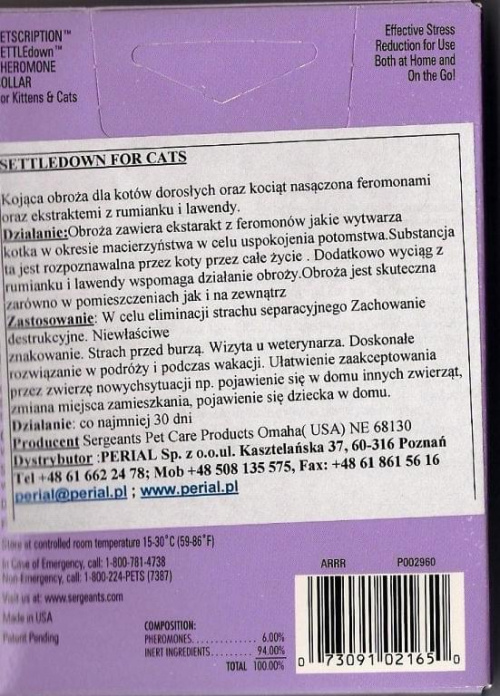 ETSCRIPTION™
ETTLEdown™
HEROMONE
OLLAR
or Kittens & Cats
Effective Stress
Reduction for Use
Both at Home and
On the Go!
SETTLEDOWN FOR CATS
Kojąca obroża dla kotów dorosłych oraz kociąt nasączona feromonami
oraz ekstraktemi z rumianku i lawendy.
Działanie:Obroża zawiera ekstarakt z feromonów jakie wytwarza
kotka w okresie macierzyństwa w celu uspokojenia potomstwa.Substancja
ta jest rozpoznawalna przez koty przez całe życie . Dodatkowo wyciąg z
rumianku i lawendy wspomaga działanie obroży.Obroża jest skuteczna
zarówno w pomieszczeniach jak i na zewnątrz
Zastosowanie: W celu eliminacji strachu separacyjnego Zachowanie
destrukcyjne. Niewłaściwe
znakowanie. Strach przed burzą. Wizyta u weterynarza. Doskonałe
rozwiązanie w podróży i podczas wakacji. Ułatwienie zaakceptowania
przez zwierzę nowychsytuacji np. pojawienie się w domu innych zwierząt,
zmiana miejsca zamieszkania, pojawienie się dziecka w domu.
Działanie: co najmniej 30 dni
Producent Sergeants Pet Care Products Omaha( USA) NE 68130
Dystrybutor :PERIAL Sp. z o.o.ul. Kasztelańska 37, 60-316 Poznań
Tel +48 61 662 24 78; Mob +48 508 135 575, Fax: +48 61 861 56 16
perial@perial.pl ; www.perial.pl
Store at controlled room temperature 15-30°C (59-86°F)
In Case of Emergency, call: 1-800-781-4738
Non-Emergency, call: 1-800-224-PETS (7387)
Visit us at: www.sergeants.com
Made in USA
Patent Pending
COMPOSITION:
PHEROMONES.............. 6.00%
INERT INGREDIENTS......... 94.00%
TOTAL 100.00%
ARRR P002960
0 73091 02165 0